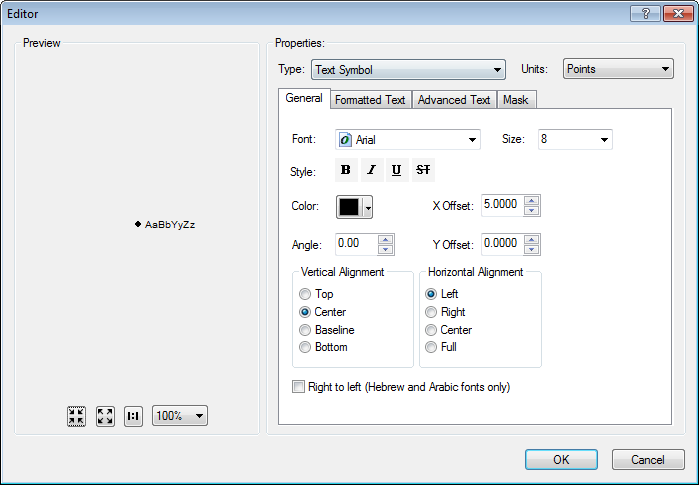 Editor
Preview
AaBbYyZz
1:1
100%
Properties:
Type: Text Symbol Units: Points
General Formatted Text Advanced Text Mask
Font: Arial Size: 8
Style: B I U ST
Color: X Offset: 5.0000
Angle: 0.00 Y Offset: 0.0000
Vertical Alignment
Top
Center
Baseline
Bottom
Horizontal Alignment
Left
Right
Center
Full
Right to left (Hebrew and Arabic fonts only)
OK Cancel